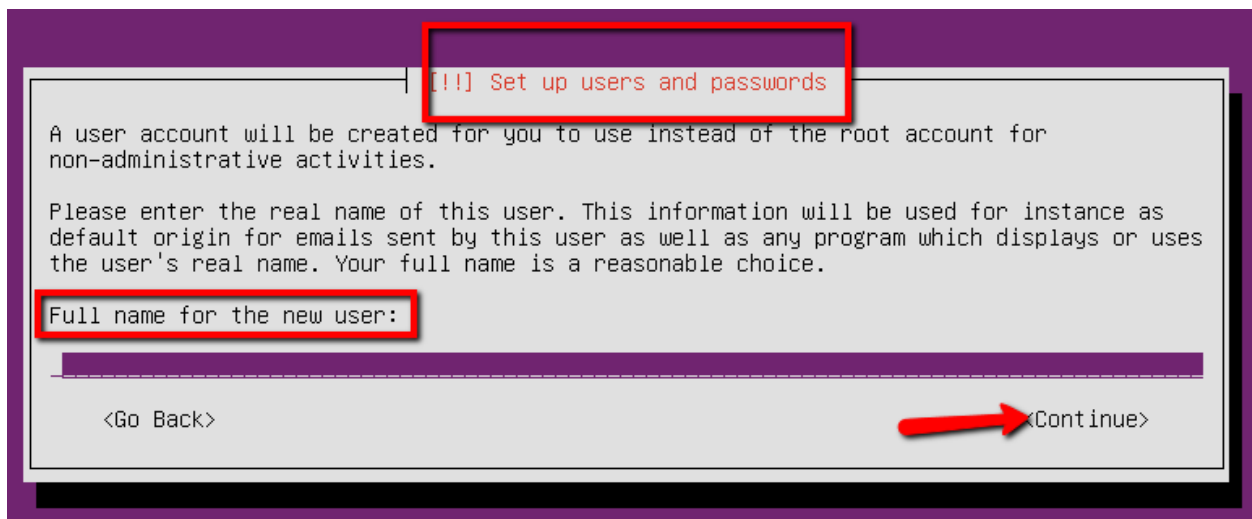 [!!] Set up users and passwords
A user account will be created for you to use instead of the root account for
non-administrative activities.
Please enter the real name of this user. This information will be used for instance as
default origin for emails sent by this user as well as any program which displays or uses
the user's real name. Your full name is a reasonable choice.
Full name for the new user:
<Go Back> <Continue>